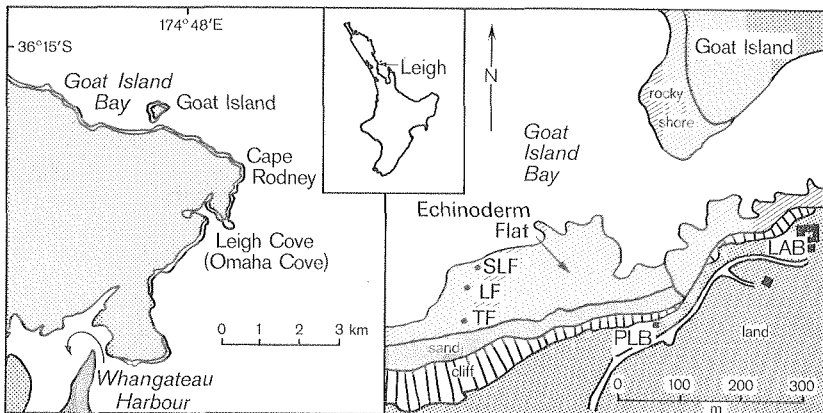 174°48'E
36°15'S
Goat Island
Bay
Goat Island
Cape
Rodney
Leigh Cove
(Omaha Cove)
0 1 2 3 km
Whangateau
Harbour
Leigh
N
Goat Island
rocky
shore
Goat
Island
Bay
Echinoderm
Flat
SLF
LF
TF
LAB
PLB
sand
cliff
land
0 100 200 300
m